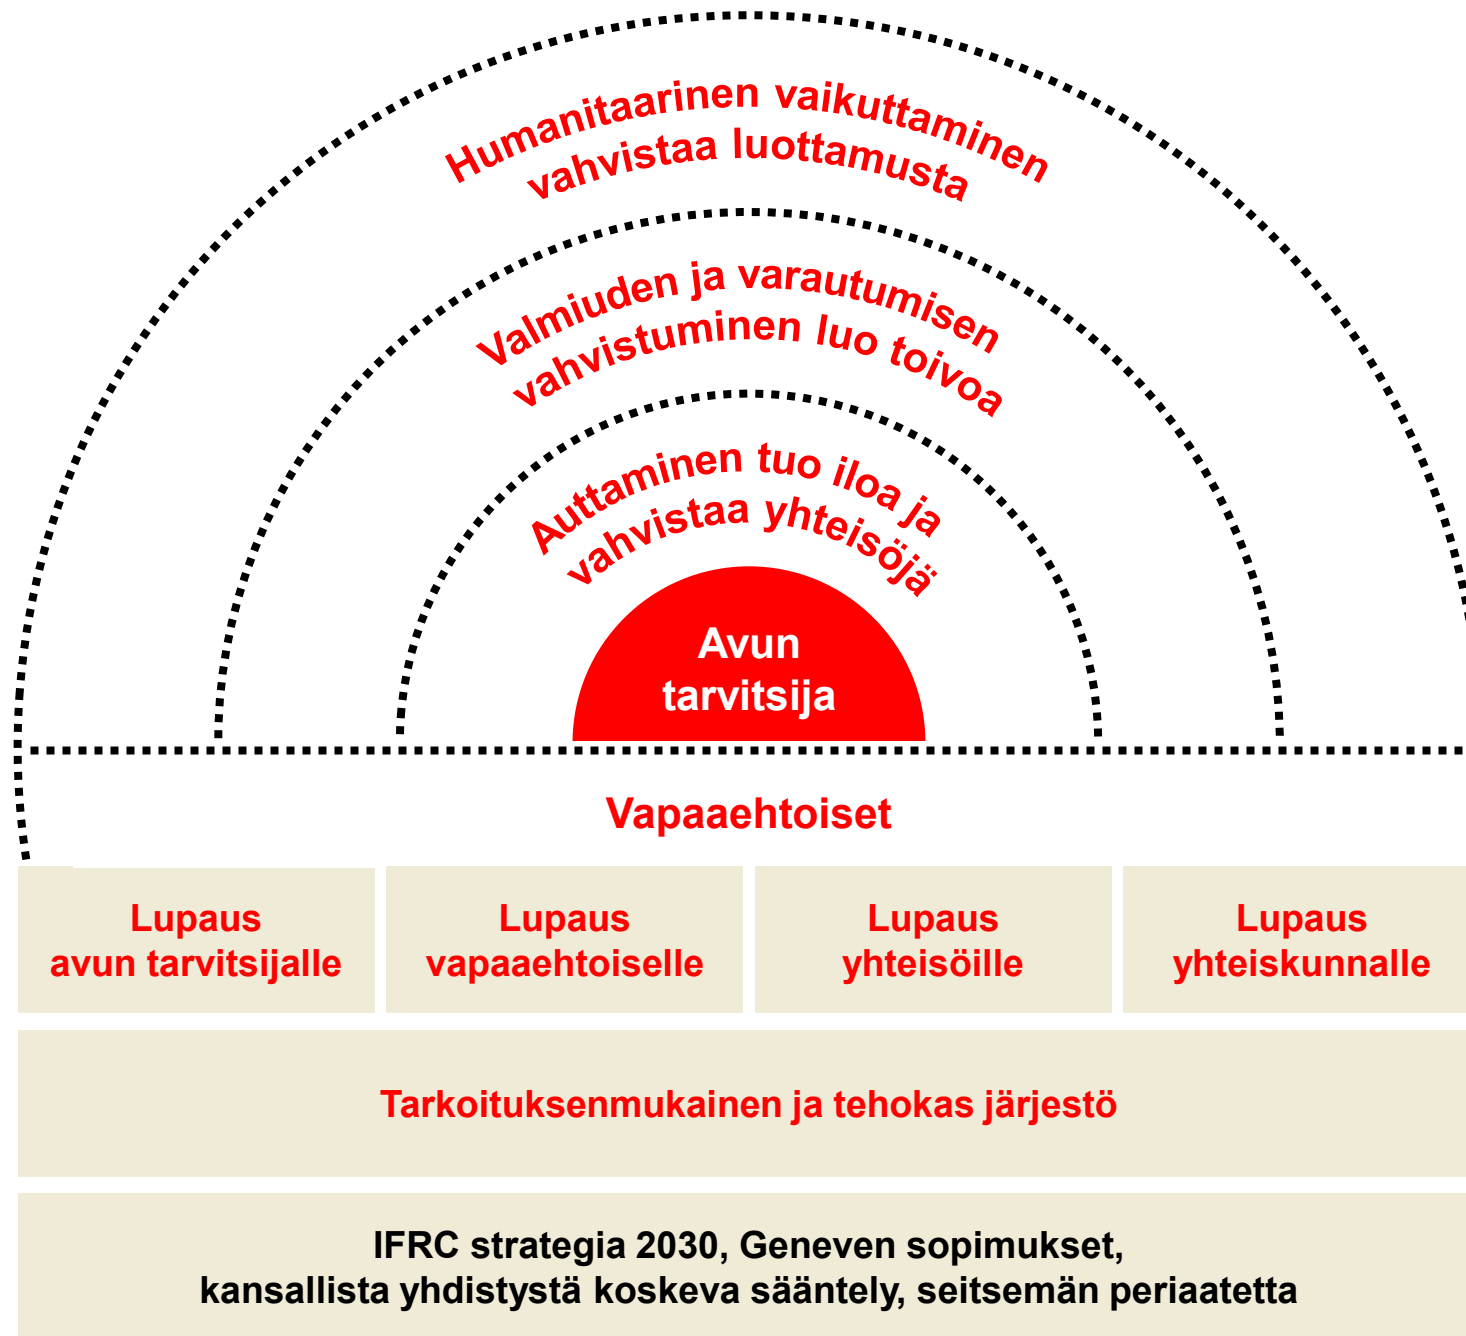 Humanitaarinen vaikuttaminen
vahvistaa luottamusta
Valmiuden ja varautumisen
vahvistuminen luo toivoa
Auttaminen tuo iloa ja
vahvistaa yhteisöjä
Avun
tarvitsija
Vapaaehtoiset
Lupaus
avun tarvitsijalle
Lupaus
vapaaehtoiselle
Lupaus
yhteisöille
Lupaus
yhteiskunnalle
Tarkoituksenmukainen ja tehokas järjestö
IFRC strategia 2030, Geneven sopimukset,
kansallista yhdistystä koskeva sääntely, seitsemän periaatetta